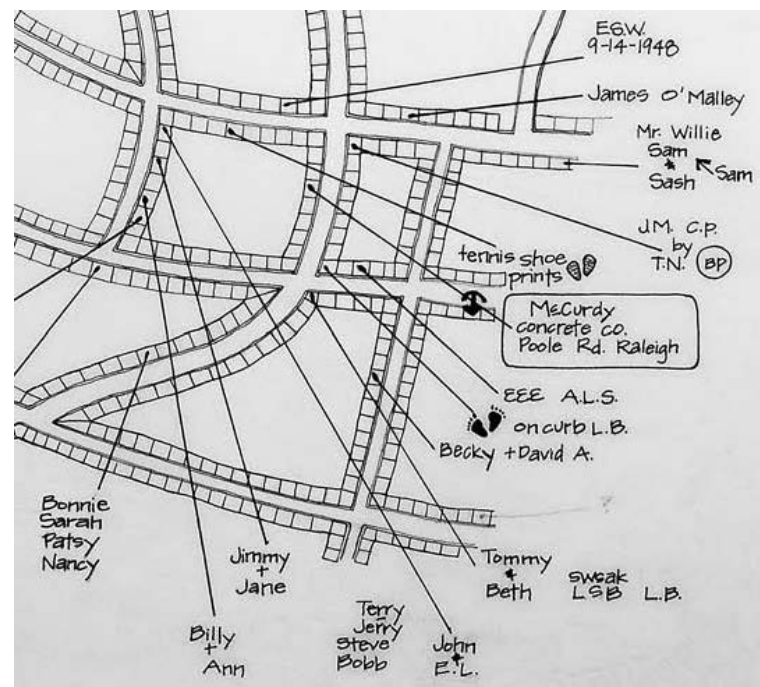 E.S.W.
9-14-1948
James O'Malley
Mr. Willie
Sam
*
Sash
Sam
J.M. C.P.
by
T.N. BP
tennis shoe
prints
McCurdy
concrete co.
Poole Rd. Raleigh
EEE A.L.S.
on curb L.B.
Becky + David A.
Bonnie
Sarah
Patsy
Nancy
Jimmy
+
Jane
Billy
+
Ann
Terry
Jerry
Steve
Bobb
John
+
E.L.
Tommy
+
Beth
swsak
LSB L.B.